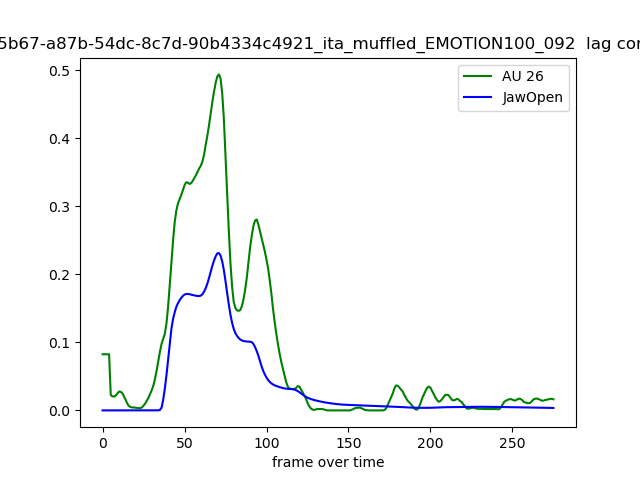 5b67-a87b-54dc-8c7d-90b4334c4921_ita_muffled_EMOTION100_092 lag
AU 26
JawOpen
0.5
0.4
0.3
0.2
0.1
0.0
0 50 100 150 200 250
frame over time